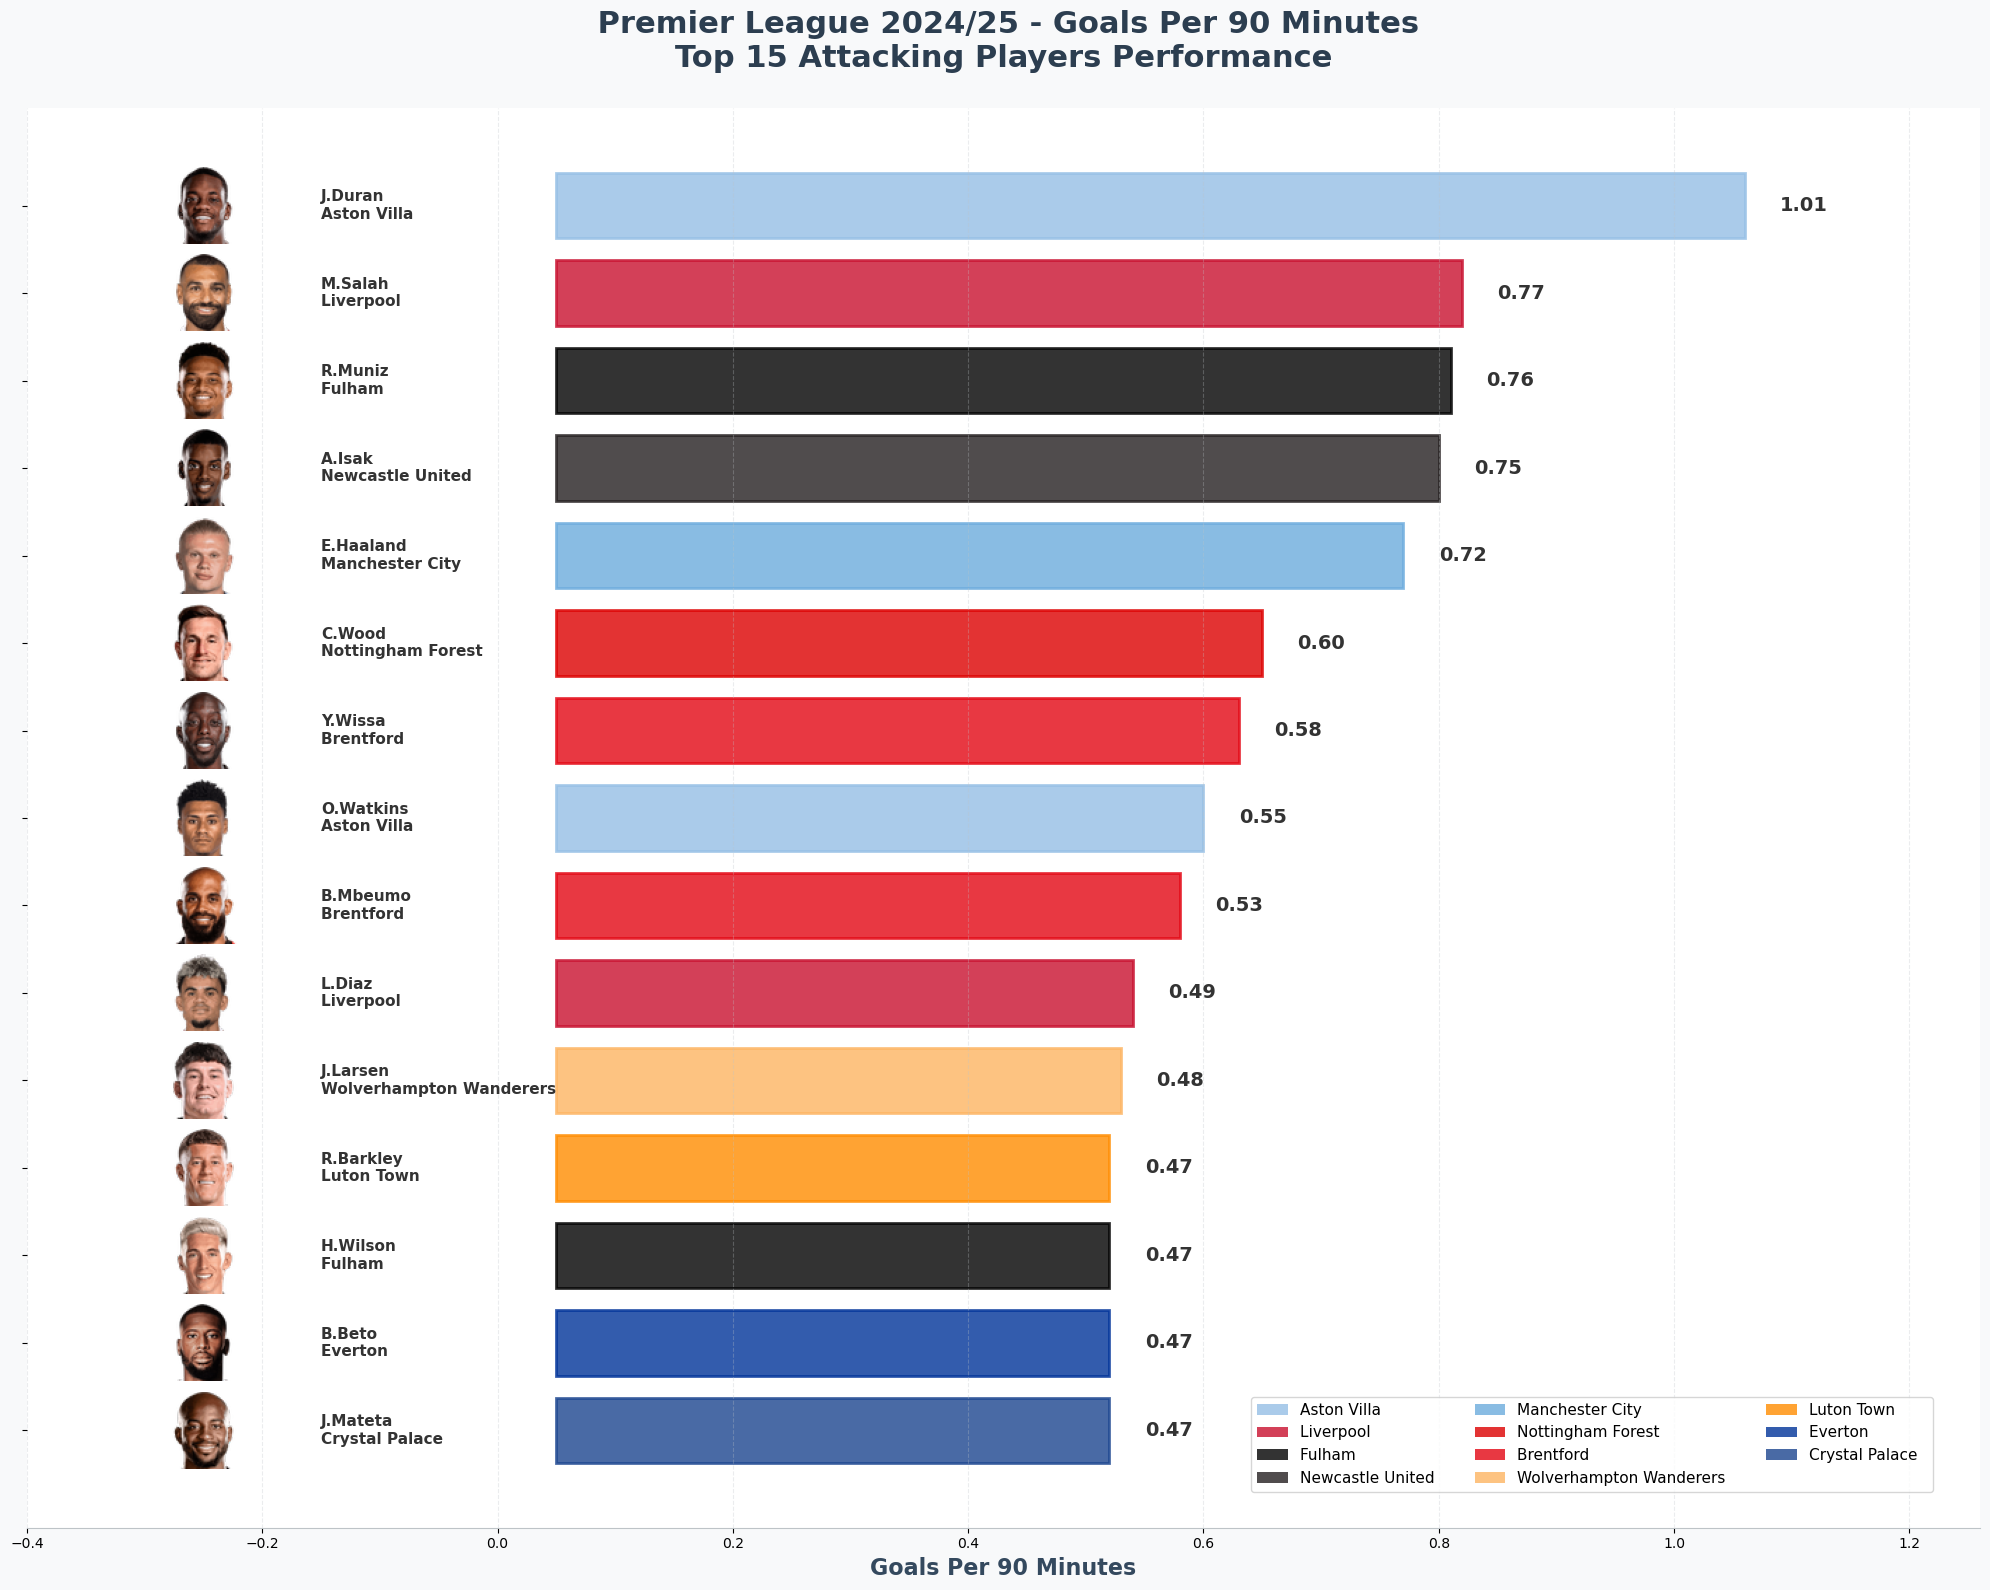 Premier League 2024/25 - Goals Per 90 Minutes
Top 15 Attacking Players Performance
J.Duran
Aston Villa
1.01
M.Salah
Liverpool
0.77
R.Muniz
Fulham
0.76
A.Isak
Newcastle United
0.75
E.Haaland
Manchester City
0.72
C.Wood
Nottingham Forest
0.60
Y.Wissa
Brentford
0.58
O.Watkins
Aston Villa
0.55
B.Mbeumo
Brentford
0.53
L.Diaz
Liverpool
0.49
J.Larsen
Wolverhampton Wanderers
0.48
R.Barkley
Luton Town
0.47
H.Wilson
Fulham
0.47
B.Beto
Everton
0.47
J.Mateta
Crystal Palace
0.47
Aston Villa
Liverpool
Fulham
Newcastle United
Manchester City
Nottingham Forest
Brentford
Wolverhampton Wanderers
Luton Town
Everton
Crystal Palace
−0.4 −0.2 0.0 0.2 0.4 0.6 0.8 1.0 1.2
Goals Per 90 Minutes